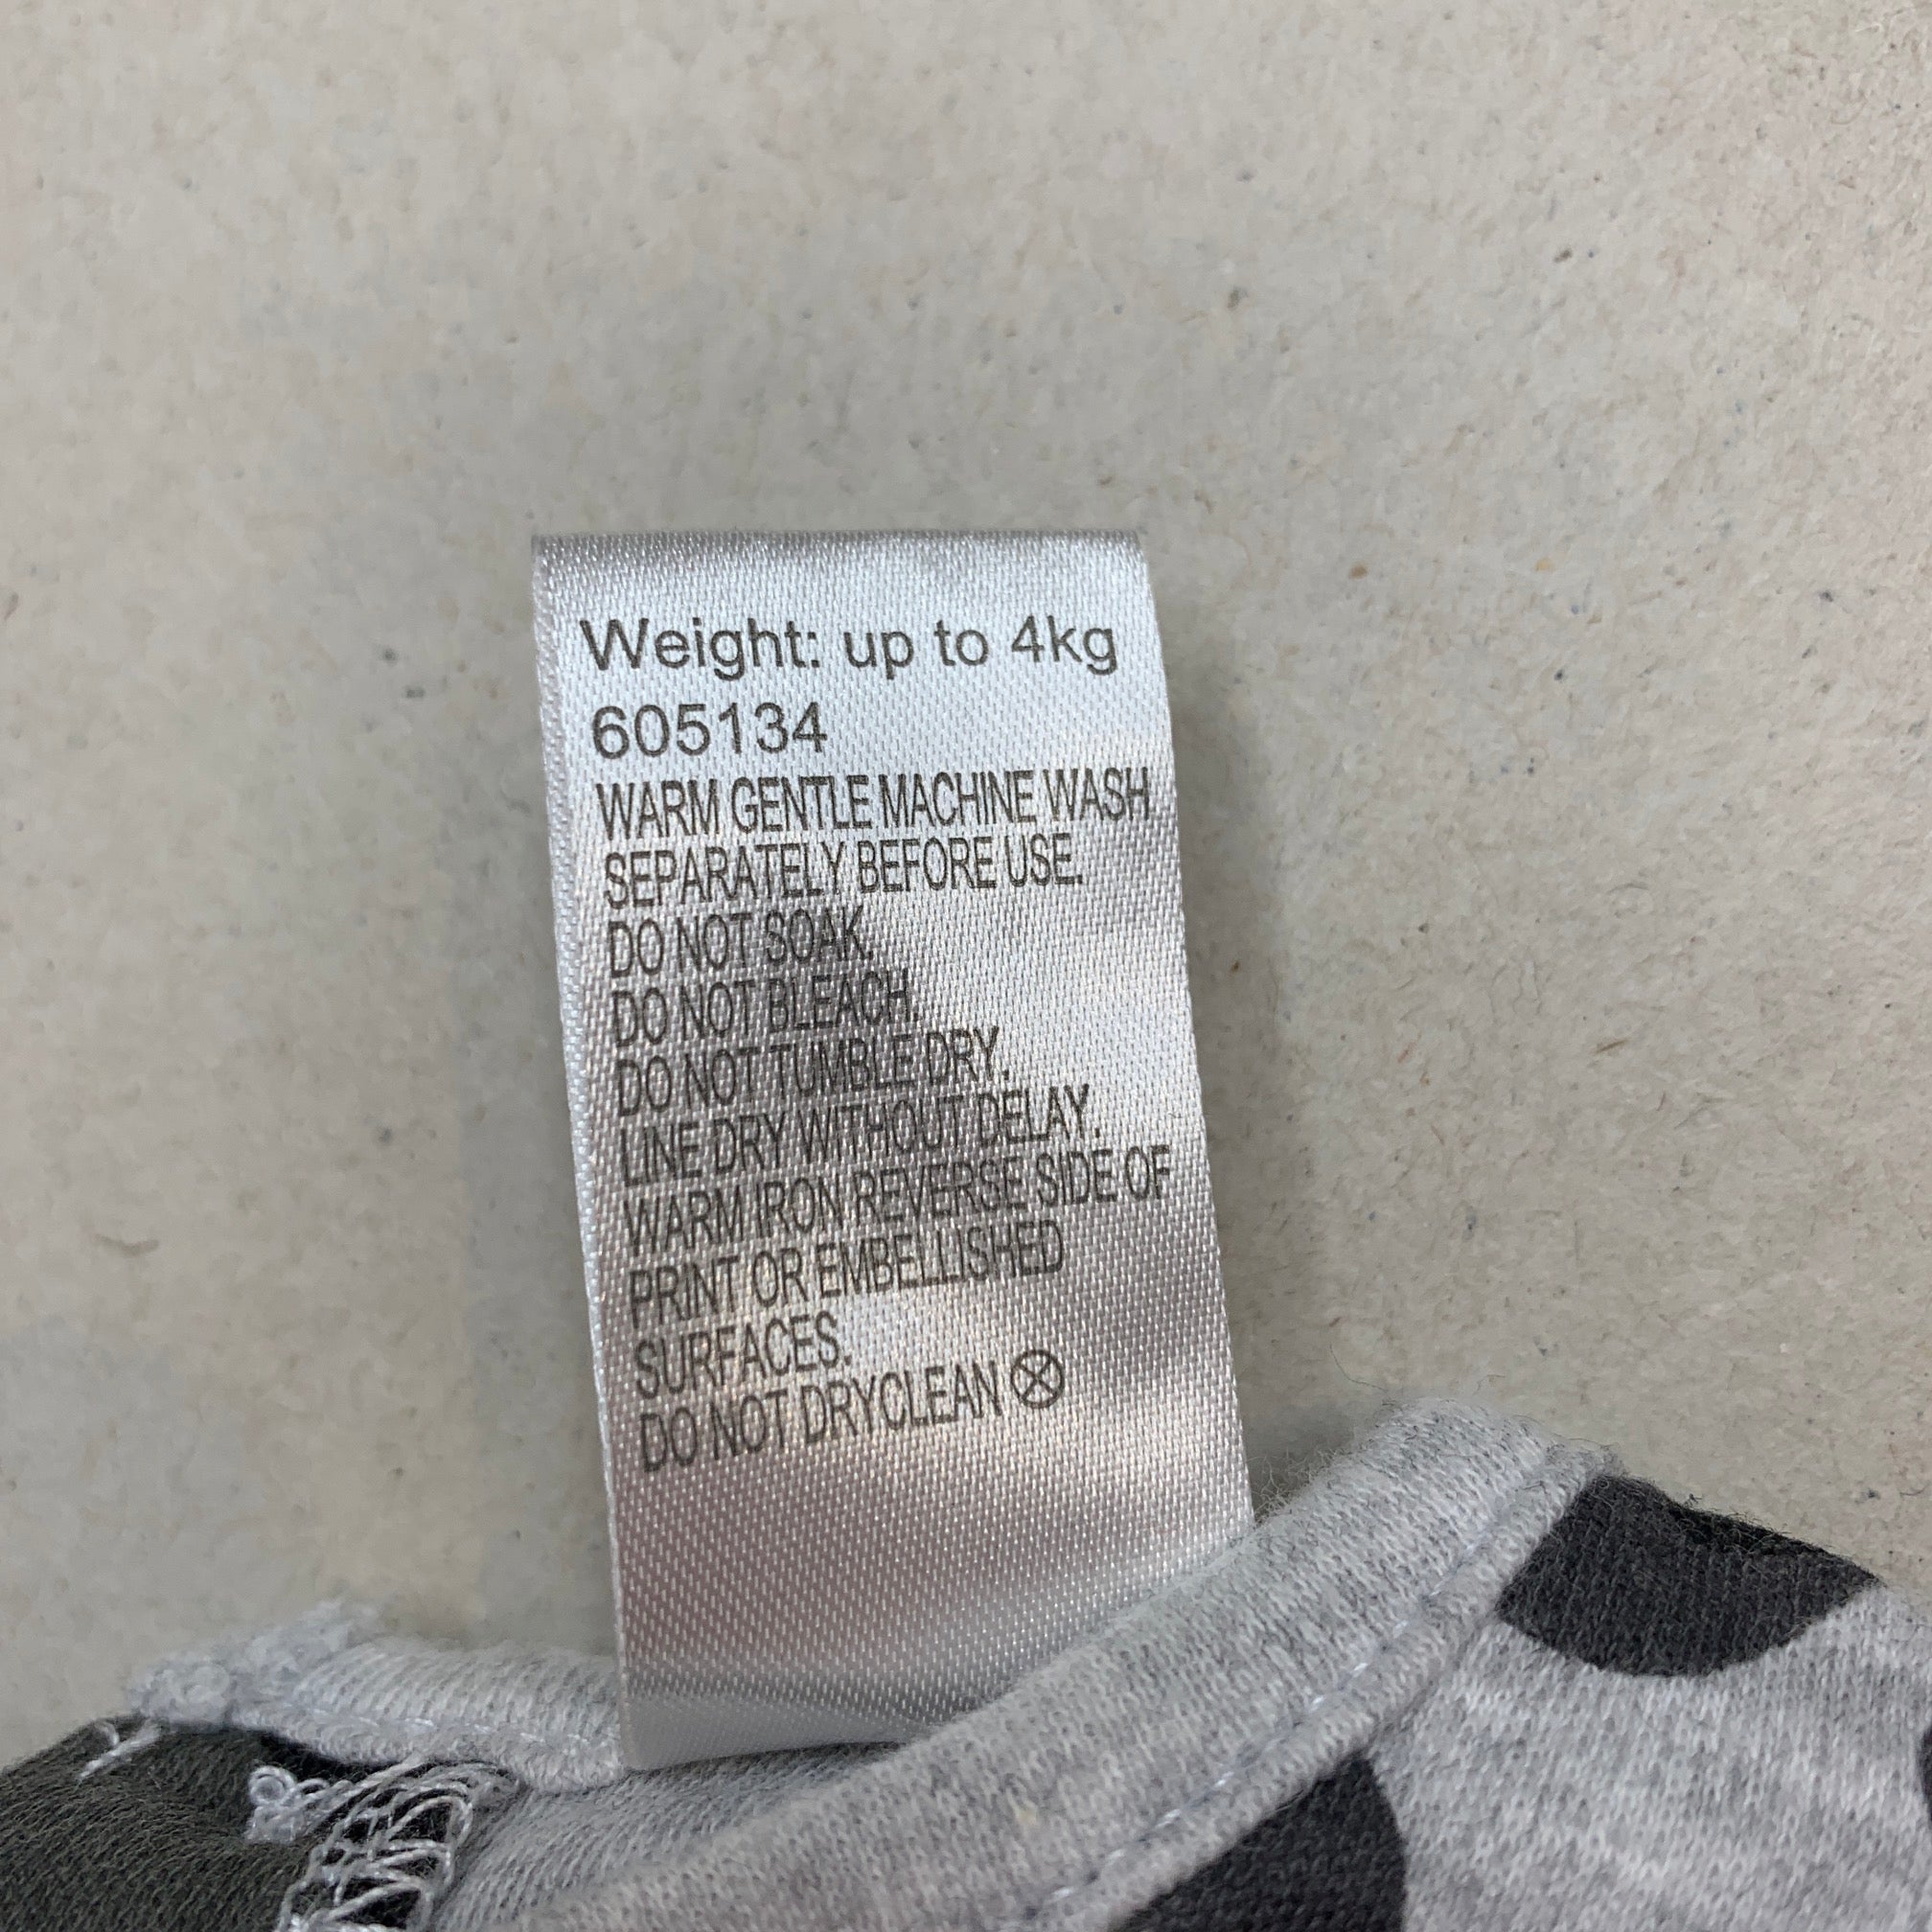 Weight: up to 4kg
605134
WARM GENTLE MACHINE WASH
SEPARATELY BEFORE USE.
DO NOT SOAK.
DO NOT BLEACH.
DO NOT TUMBLE DRY.
LINE DRY WITHOUT DELAY.
WARM IRON REVERSE SIDE OF
PRINT OR EMBELLISHED
SURFACES.
DO NOT DRYCLEAN